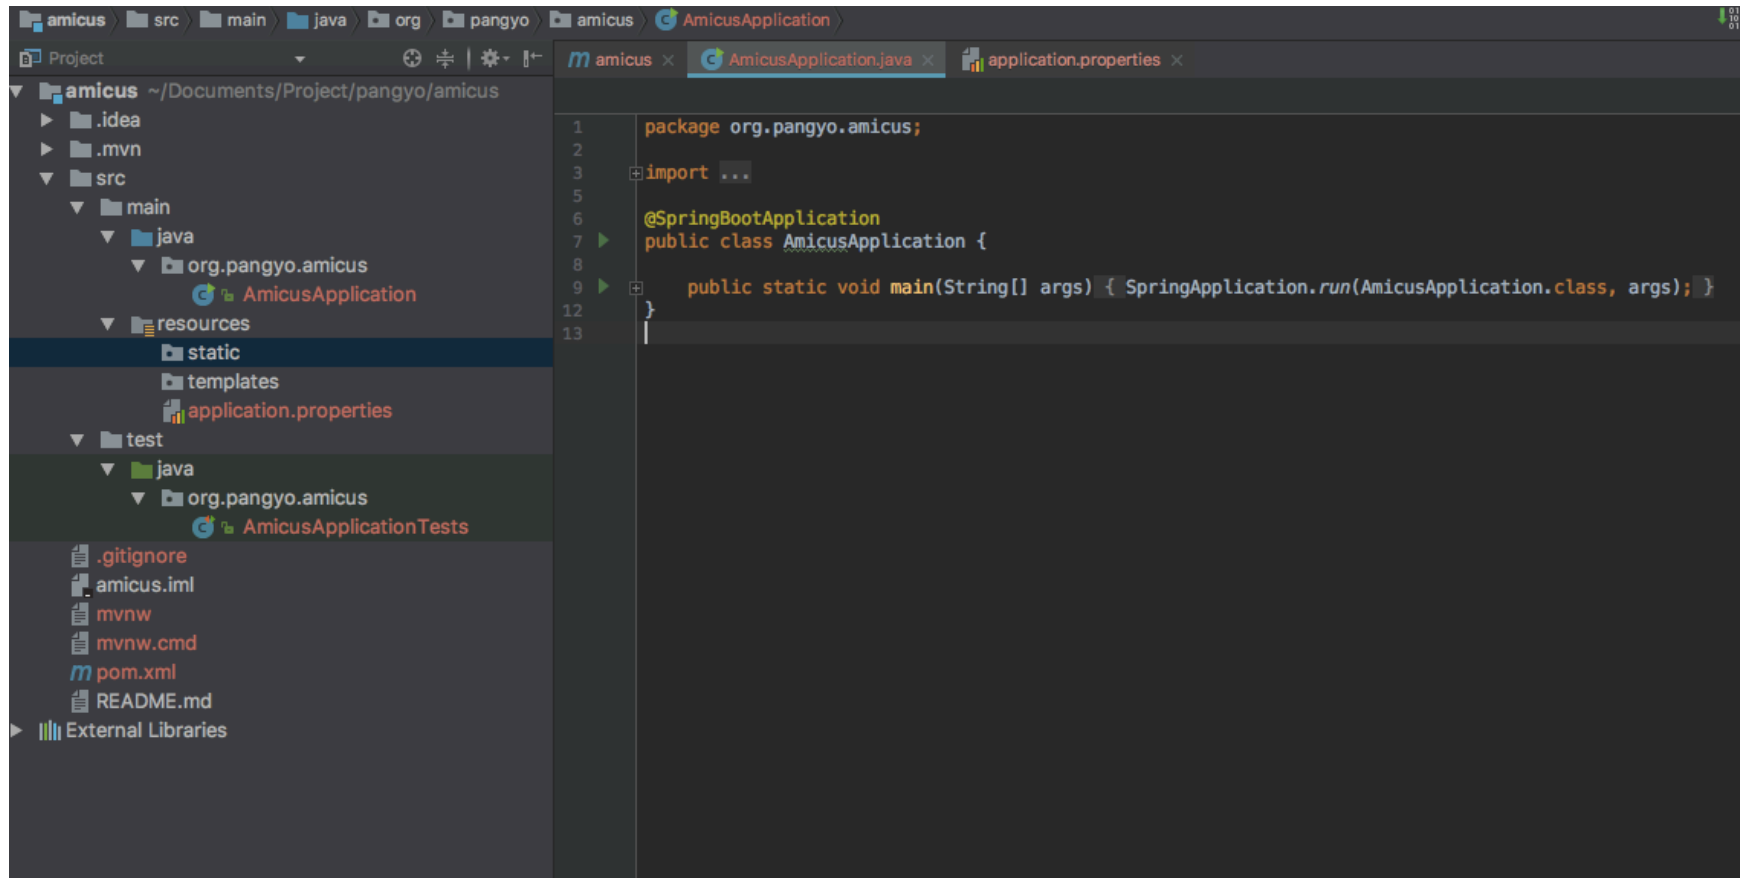 amicus src main java org pangyo amicus AmicusApplication
Project
amicus AmicusApplication.java application.properties
amicus ~/Documents/Project/pangyo/amicus
.idea
.mvn
src
main
java
org.pangyo.amicus
AmicusApplication
resources
static
templates
application.properties
test
java
org.pangyo.amicus
AmicusApplicationTests
.gitignore
amicus.iml
mvnw
mvnw.cmd
pom.xml
README.md
External Libraries
1 package org.pangyo.amicus;
2
3 import ...
5
6 @SpringBootApplication
7 public class AmicusApplication {
8
9 public static void main(String[] args) { SpringApplication.run(AmicusApplication.class, args); }
12 }
13